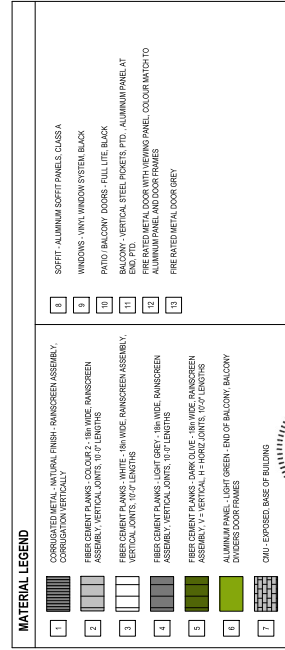 MATERIAL LEGEND
1
CORRUGATED METAL - NATURAL FINISH - RAINSCREEN ASSEMBLY,
CORRUGATION VERTICALLY
2
FIBER CEMENT PLANKS - COLOUR 2 - 18in WIDE, RAINSCREEN
ASSEMBLY, VERTICAL JOINTS, 10'-0" LENGTHS
3
FIBER CEMENT PLANKS - WHITE - 18in WIDE, RAINSCREEN ASSEMBLY,
VERTICAL JOINTS, 10'-0" LENGTHS
4
FIBER CEMENT PLANKS - LIGHT GREY - 18in WIDE, RAINSCREEN
ASSEMBLY, VERTICAL JOINTS, 10'-0" LENGTHS
5
FIBER CEMENT PLANKS - DARK OLIVE - 18in WIDE, RAINSCREEN
ASSEMBLY, V = VERTICAL, H = HORIZ JOINTS, 10'-0" LENGTHS
6
ALUMINUM PANEL - LIGHT GREEN - END OF BALCONY, BALCONY
DIVIDERS DOOR FRAMES
7
CMU - EXPOSED, BASE OF BUILDING
8
SOFFIT - ALUMINUM SOFFIT PANELS, CLASS A
9
WINDOWS - VINYL WINDOW SYSTEM, BLACK
10
PATIO / BALCONY DOORS - FULL LITE, BLACK
11
BALCONY - VERTICAL STEEL PICKETS, PTD. , ALUMINUM PANEL AT
END, PTD.
12
FIRE RATED METAL DOOR WITH VIEWING PANEL, COLOUR MATCH TO
ALUMINUM PANEL AND DOOR FRAMES
13
FIRE RATED METAL DOOR GREY